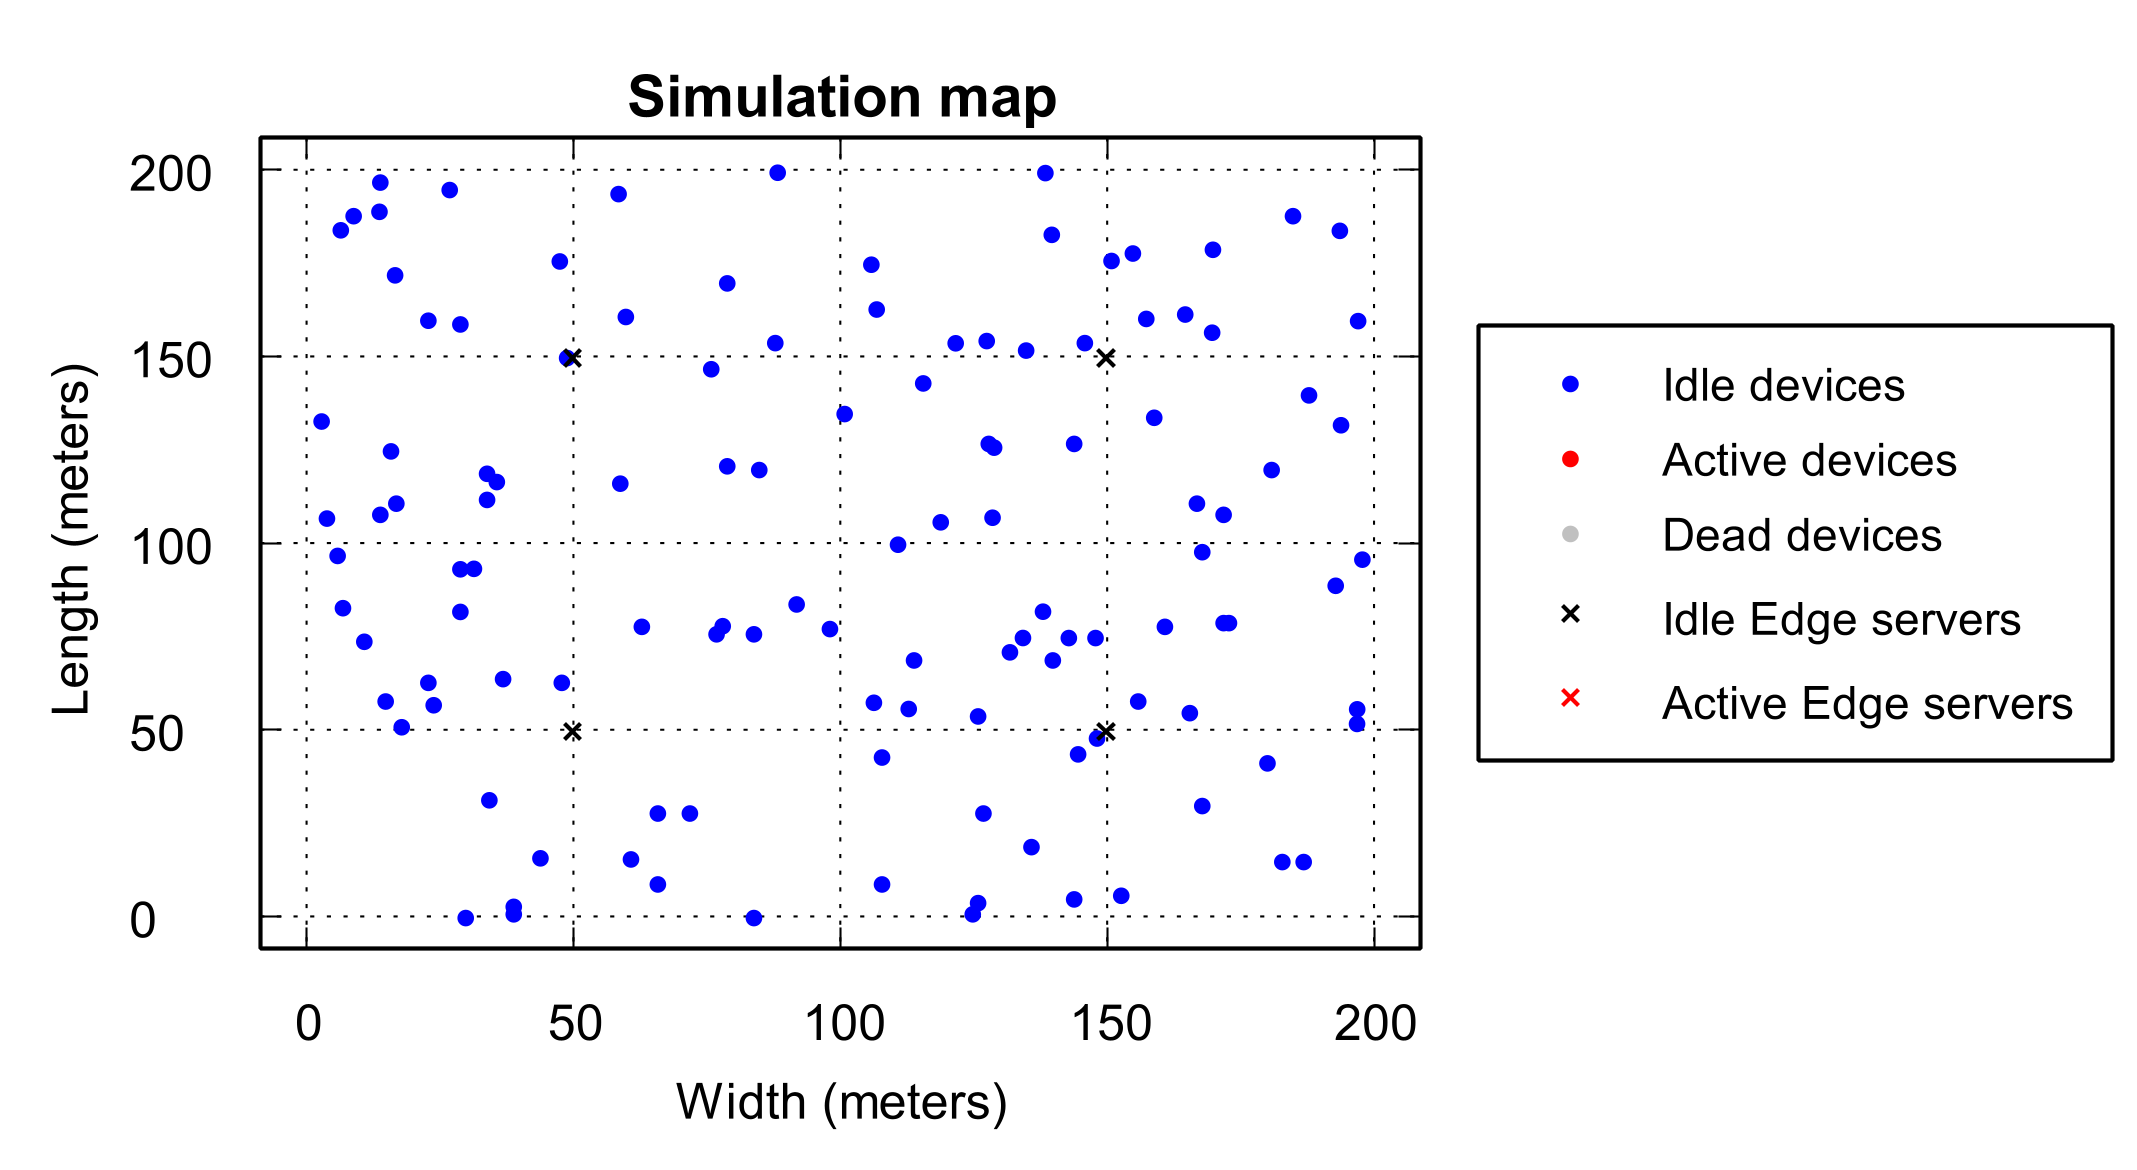 Simulation map
200
150
100
50
0
Length (meters)
0 50 100 150 200
Width (meters)
Idle devices
Active devices
Dead devices
Idle Edge servers
Active Edge servers